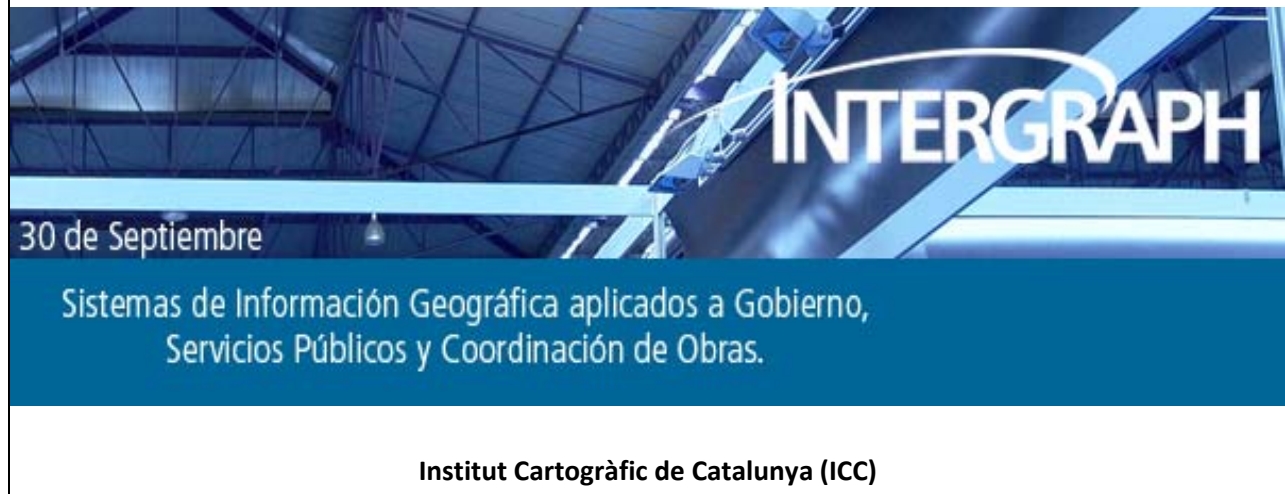 INTERGRAPH
30 de Septiembre
Sistemas de Información Geográfica aplicados a Gobierno,
Servicios Públicos y Coordinación de Obras.
Institut Cartogràfic de Catalunya (ICC)